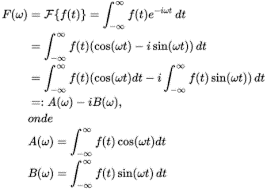 F(ω) = ℱ{f(t)} = ∫_{-∞}^{∞} f(t)e^{-iωt} dt
= ∫_{-∞}^{∞} f(t)(cos(ωt) - i sin(ωt)) dt
= ∫_{-∞}^{∞} f(t)(cos(ωt)dt - i ∫_{-∞}^{∞} f(t) sin(ωt)) dt
=: A(ω) - iB(ω),
onde
A(ω) = ∫_{-∞}^{∞} f(t) cos(ωt)dt
B(ω) = ∫_{-∞}^{∞} f(t) sin(ωt) dt